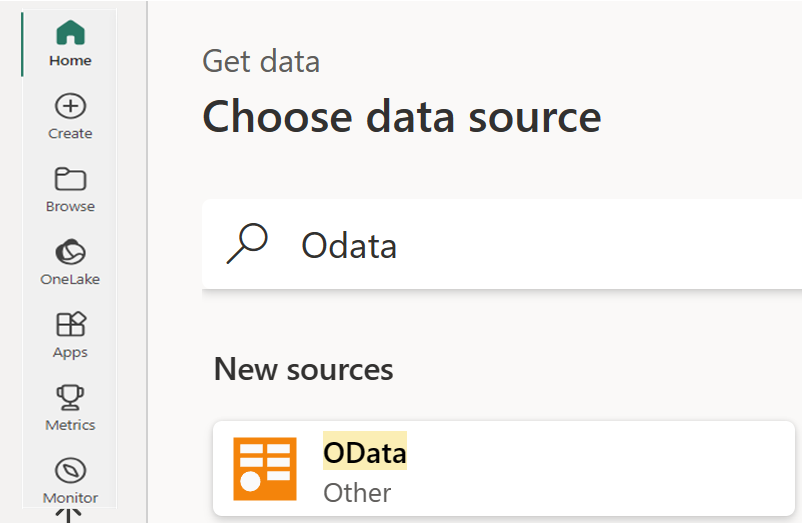 Home
Create
Browse
OneLake
Apps
Metrics
Monitor
Get data
Choose data source
Odata
New sources
OData
Other